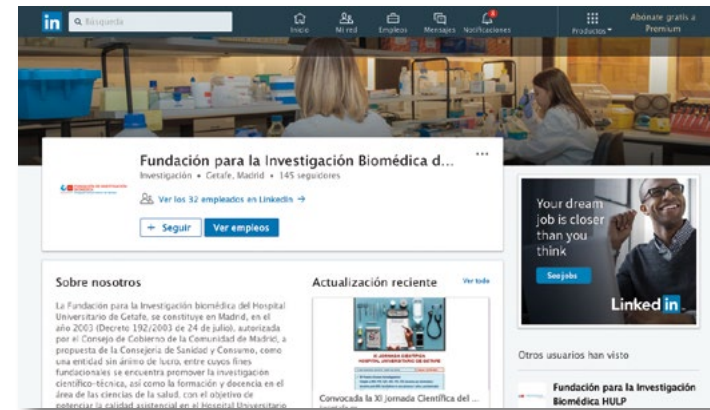 in
Búsqueda
Inicio
Mi red
Empleos
Mensajes
Notificaciones
Productos
Abónate gratis a
Premium
Fundación para la Investigación Biomédica d...
...
Investigación • Getafe, Madrid • 145 seguidores
Ver los 32 empleados en LinkedIn →
+ Seguir
Ver empleos
Your dream
job is closer
than you
think
See jobs
Linked in
Sobre nosotros
La Fundación para la Investigación biomédica del Hospital
Universitario de Getafe, se constituye en Madrid, en el
año 2003 (Decreto 192/2003 de 24 de julio), autorizada
por el Consejo de Gobierno de la Comunidad de Madrid, a
propuesta de la Consejería de Sanidad y Consumo, como
una entidad sin ánimo de lucro, entre cuyos fines
fundacionales se encuentra promover la investigación
científico-técnica, así como la formación y docencia en el
área de las ciencias de la salud, con el objetivo de
potenciar la calidad asistencial en el Hospital Universitario
Actualización reciente
Ver todo
XI JORNADA CIENTÍFICA
HOSPITAL UNIVERSITARIO DE GETAFE
Convocada la XI Jornada Científica del ...
Otros usuarios han visto
Fundación para la Investigación
Biomédica HULP